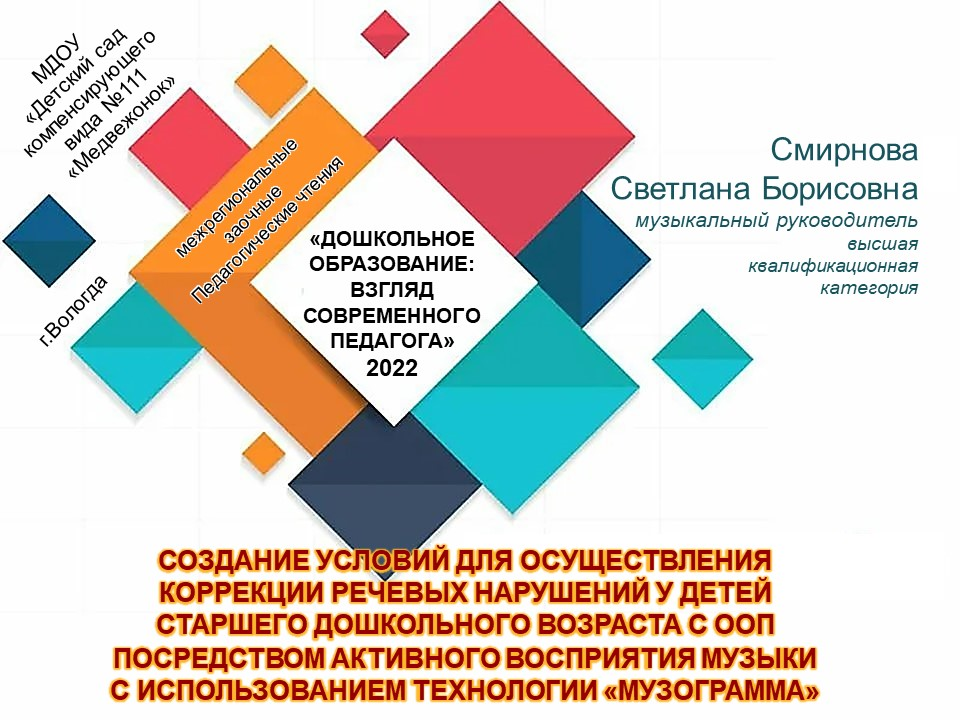 МДОУ
«Детский сад
компенсирующего
вида №111
«Медвежонок»
г.Вологда
межрегиональные
заочные
Педагогические чтения
«ДОШКОЛЬНОЕ
ОБРАЗОВАНИЕ:
ВЗГЛЯД
СОВРЕМЕННОГО
ПЕДАГОГА»
2022
Смирнова
Светлана Борисовна
музыкальный руководитель
высшая
квалификационная
категория
СОЗДАНИЕ УСЛОВИЙ ДЛЯ ОСУЩЕСТВЛЕНИЯ
КОРРЕКЦИИ РЕЧЕВЫХ НАРУШЕНИЙ У ДЕТЕЙ
СТАРШЕГО ДОШКОЛЬНОГО ВОЗРАСТА С ООП
ПОСРЕДСТВОМ АКТИВНОГО ВОСПРИЯТИЯ МУЗЫКИ
С ИСПОЛЬЗОВАНИЕМ ТЕХНОЛОГИИ «МУЗОГРАММА»